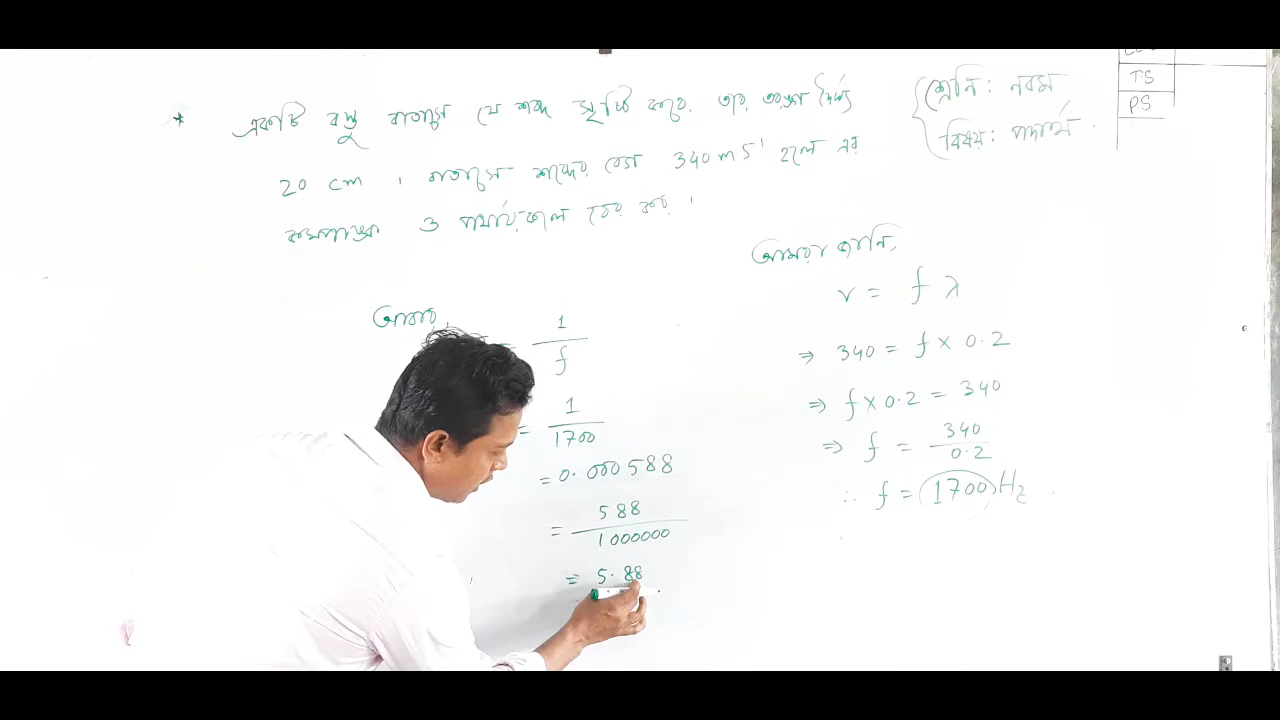 * একটি বস্তু বাতাসে যে শব্দ সৃষ্টি করে তার তরঙ্গ দৈর্ঘ্য
20 cm । বাতাসে শব্দের বেগ 340 ms⁻¹ হলে এর
কম্পাঙ্ক ও পর্যায়কাল বের কর ।
শ্রেনি: নবম
বিষয়: পদার্থ
TS
PS
আমরা জানি,
v = f λ
⇒ 340 = f × 0.2
⇒ f × 0.2 = 340
⇒ f = 340 / 0.2
∴ f = 1700 Hz
আবার,
= 1 / f
= 1 / 1700
= 0.000588
= 588 / 1000000
= 5.88